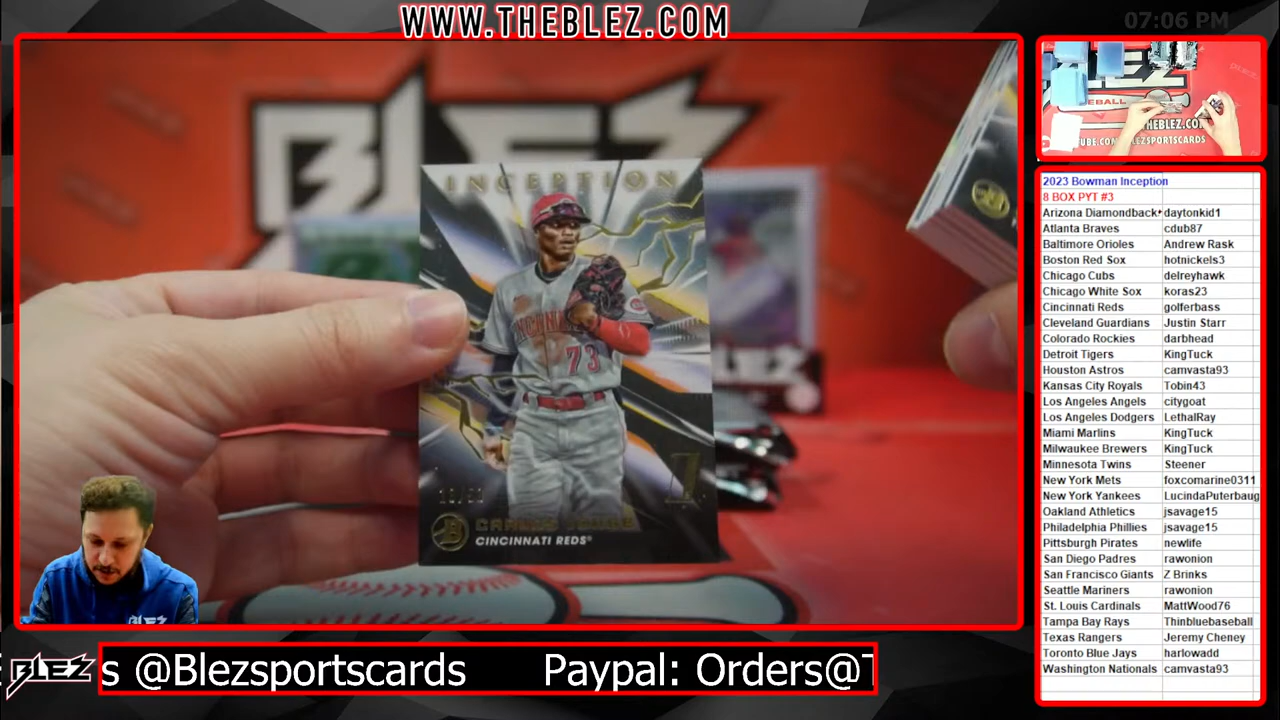 WWW.THEBLEZ.COM
07:06 PM
BLEZ
INCEPTION
CINCINNATI
73
CINCINNATI REDS
BLEZ
THEBLEZ.CO
2023 Bowman Inception
8 BOX PYT #3
Arizona Diamondback daytonkid1
Atlanta Braves cdub87
Baltimore Orioles Andrew Rask
Boston Red Sox hotnickels3
Chicago Cubs delreyhawk
Chicago White Sox koras23
Cincinnati Reds golferbass
Cleveland Guardians Justin Starr
Colorado Rockies darbhead
Detroit Tigers KingTuck
Houston Astros camvasta93
Kansas City Royals Tobin43
Los Angeles Angels citygoat
Los Angeles Dodgers LethalRay
Miami Marlins KingTuck
Milwaukee Brewers KingTuck
Minnesota Twins Steener
New York Mets foxcomarine0311
New York Yankees LucindaPuterbaug
Oakland Athletics jsavage15
Philadelphia Phillies jsavage15
Pittsburgh Pirates newlife
San Diego Padres rawonion
San Francisco Giants Z Brinks
Seattle Mariners rawonion
St. Louis Cardinals MattWood76
Tampa Bay Rays Thinbluebaseball
Texas Rangers Jeremy Cheney
Toronto Blue Jays harlowadd
Washington Nationals camvasta93
BLEZ
s @Blezsportscards Paypal: Orders@T